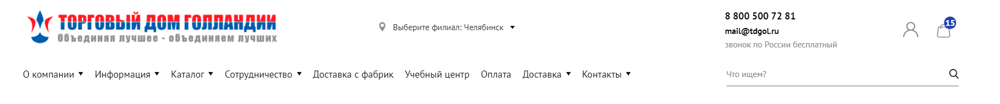 ТОРГОВЫЙ ДОМ ГОЛЛАНДИИ
Объединяя лучшее - объединяем лучших
Выберите филиал: Челябинск
8 800 500 72 81
mail@tdgol.ru
звонок по России бесплатный
15
О компании Информация Каталог Сотрудничество Доставка с фабрик Учебный центр Оплата Доставка Контакты
Что ищем?